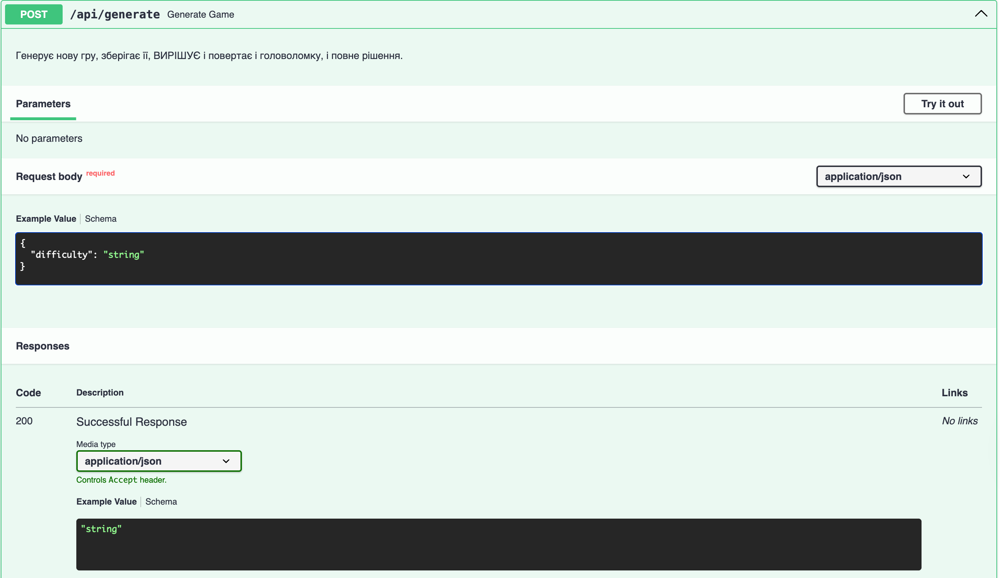 POST /api/generate Generate Game
Генерує нову гру, зберігає її, ВИРІШУЄ і повертає і головоломку, і повне рішення.
Parameters
Try it out
No parameters
Request body required
application/json
Example Value Schema
{
"difficulty": "string"
}
Responses
Code Description Links
200 Successful Response No links
Media type
application/json
Controls Accept header.
Example Value Schema
"string"